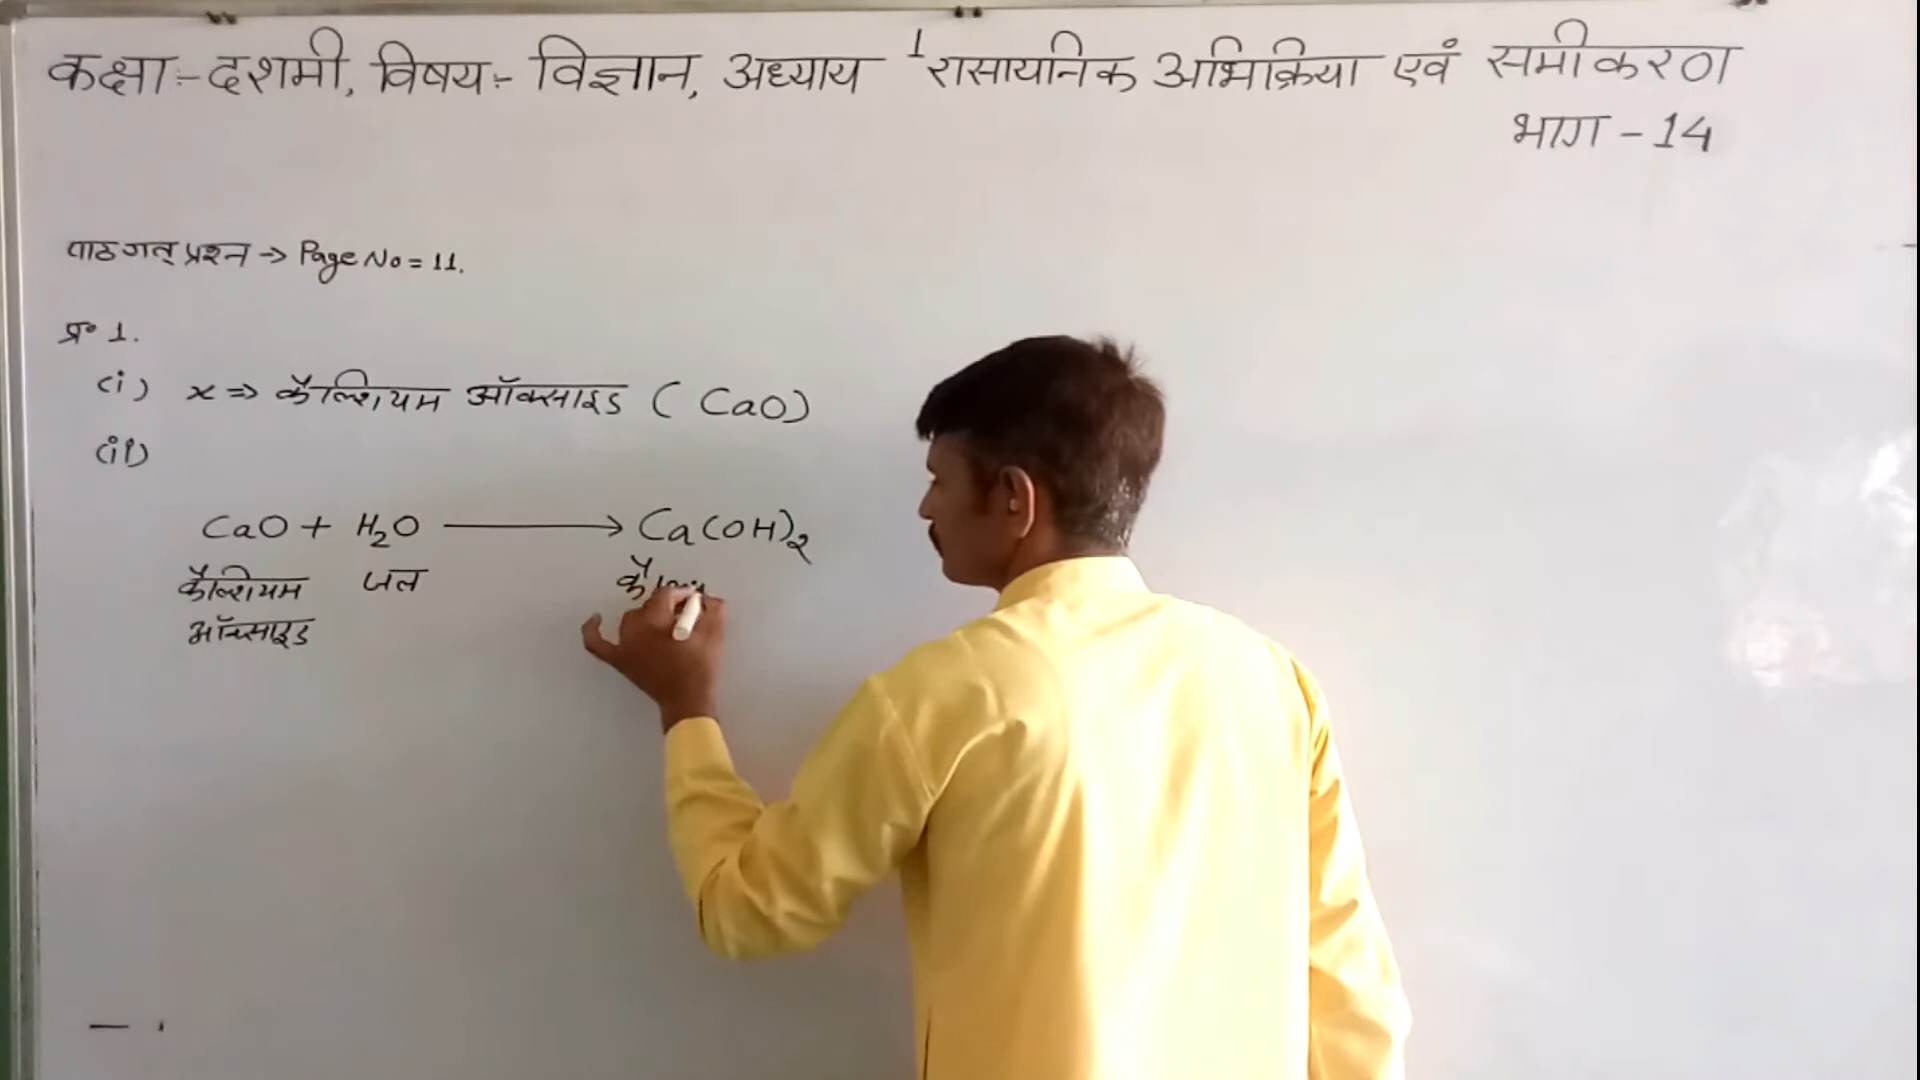 कक्षा:- दशमी, विषय:- विज्ञान, अध्याय 1 रासायनिक अभिक्रिया एवं समीकरण
भाग - 14
पाठगत् प्रश्न → Page No = 11.
प्र० 1.
(i) x ⇒ कैल्शियम ऑक्साइड ( CaO)
(ii)
CaO + H₂O ⟶ Ca(OH)₂
कैल्शियम जल
ऑक्साइड